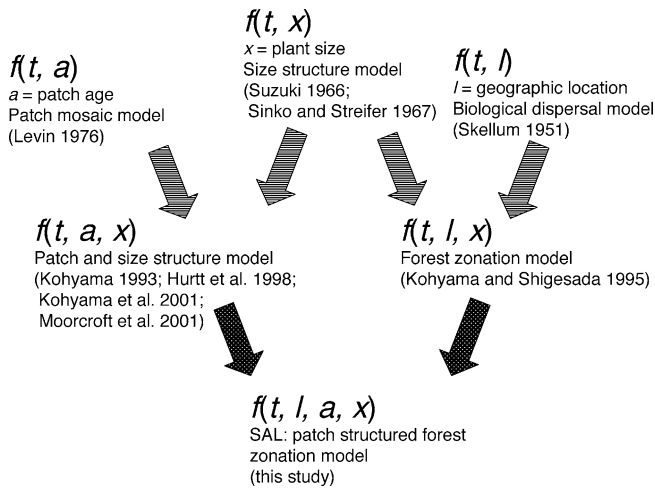 f(t, a)
a = patch age
Patch mosaic model
(Levin 1976)
f(t, x)
x = plant size
Size structure model
(Suzuki 1966;
Sinko and Streifer 1967)
f(t, l)
l = geographic location
Biological dispersal model
(Skellum 1951)
f(t, a, x)
Patch and size structure model
(Kohyama 1993; Hurtt et al. 1998;
Kohyama et al. 2001;
Moorcroft et al. 2001)
f(t, l, x)
Forest zonation model
(Kohyama and Shigesada 1995)
f(t, l, a, x)
SAL: patch structured forest
zonation model
(this study)